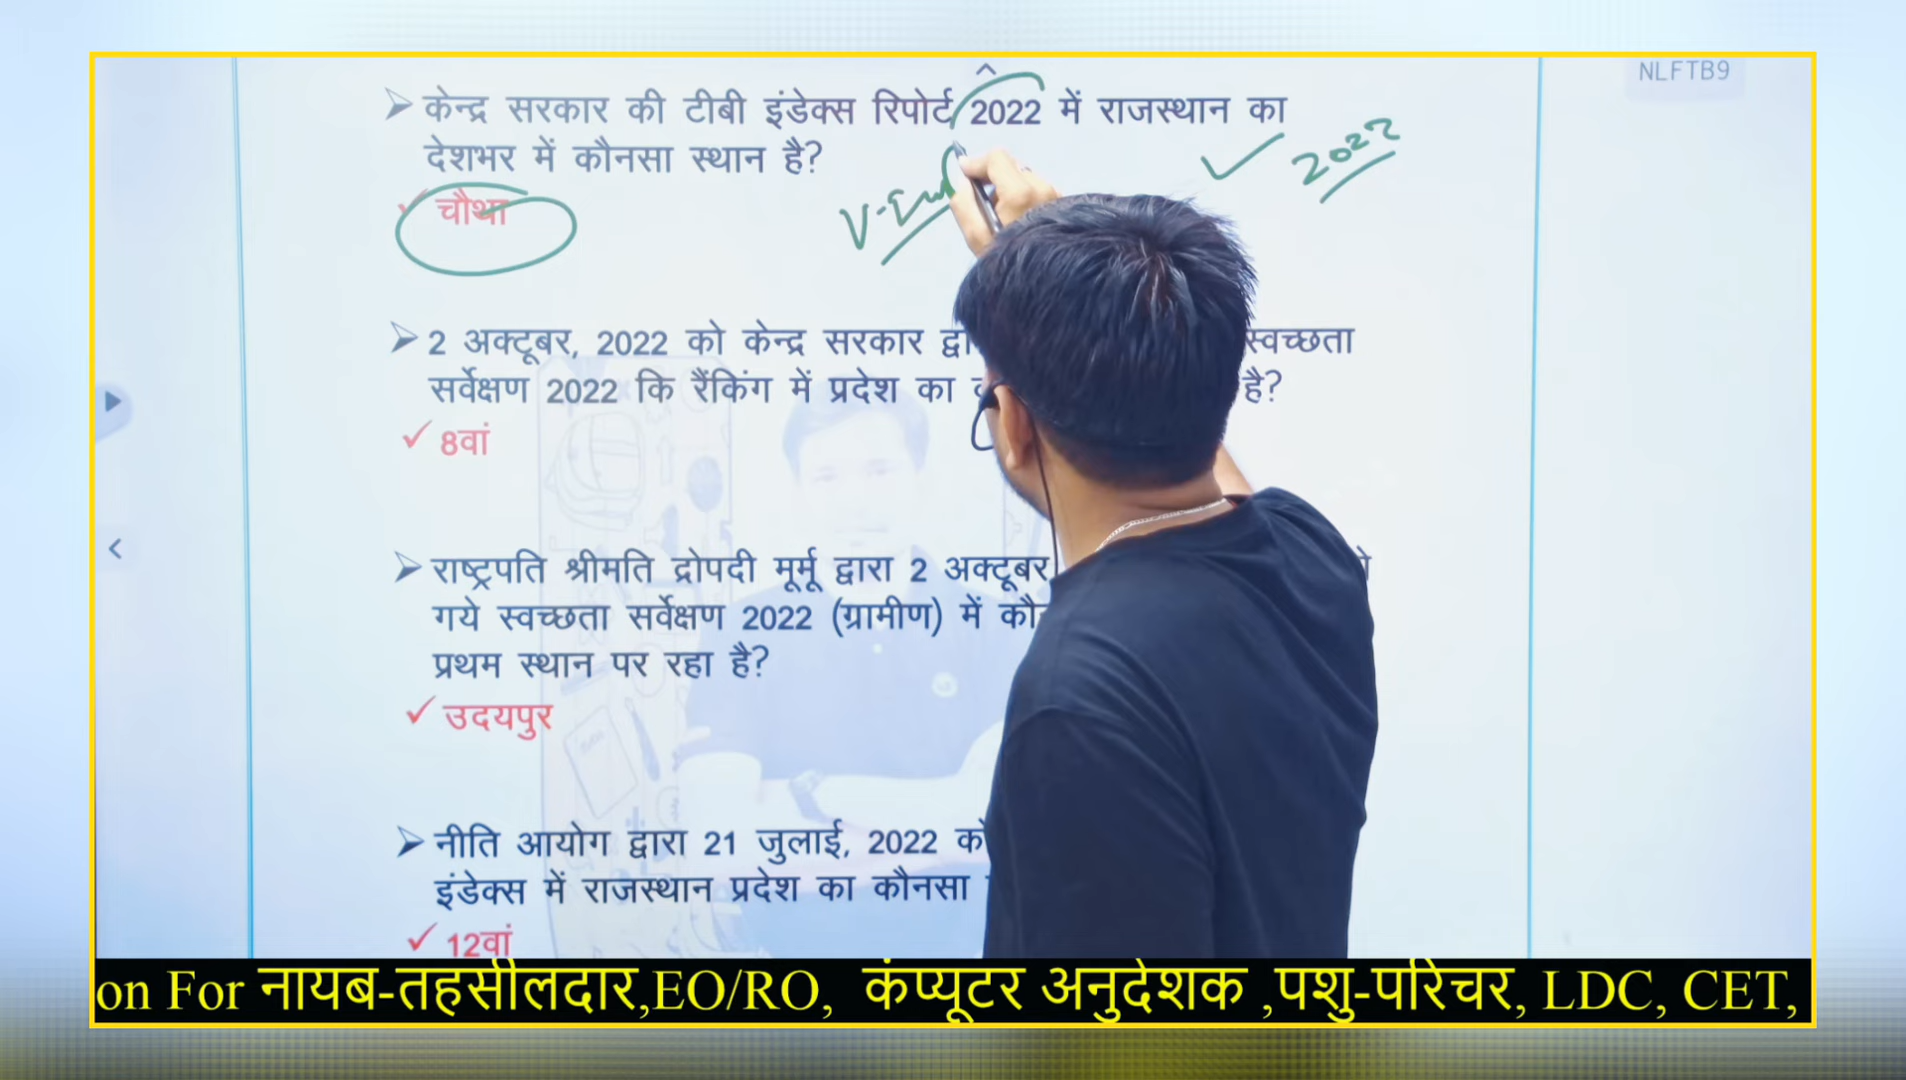 NLFTB9
केन्द्र सरकार की टीबी इंडेक्स रिपोर्ट 2022 में राजस्थान का
देशभर में कौनसा स्थान है?
2022
चौथा
2 अक्टूबर, 2022 को केन्द्र सरकार स्वच्छता
सर्वेक्षण 2022 कि रैंकिंग में प्रदेश का है?
8वां
राष्ट्रपति श्रीमति द्रोपदी मूर्मू द्वारा 2 अक्टूबर
गये स्वच्छता सर्वेक्षण 2022 (ग्रामीण) में
प्रथम स्थान पर रहा है?
उदयपुर
नीति आयोग द्वारा 21 जुलाई, 2022
इंडेक्स में राजस्थान प्रदेश का कौनसा
12वां
on For नायब-तहसीलदार,EO/RO, कंप्यूटर अनुदेशक ,पशु-परिचर, LDC, CET,